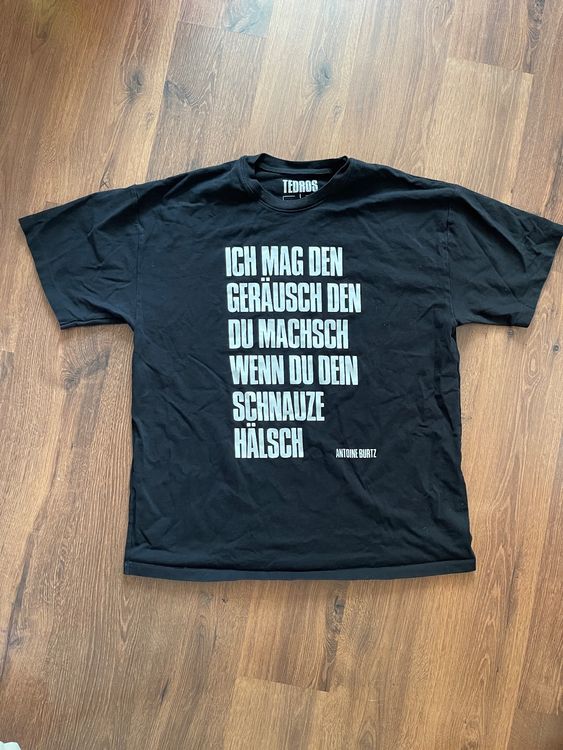 TEDROS
ICH MAG DEN
GERÄUSCH DEN
DU MACHSCH
WENN DU DEIN
SCHNAUZE
HÄLSCH
ANTOINE BURTZ